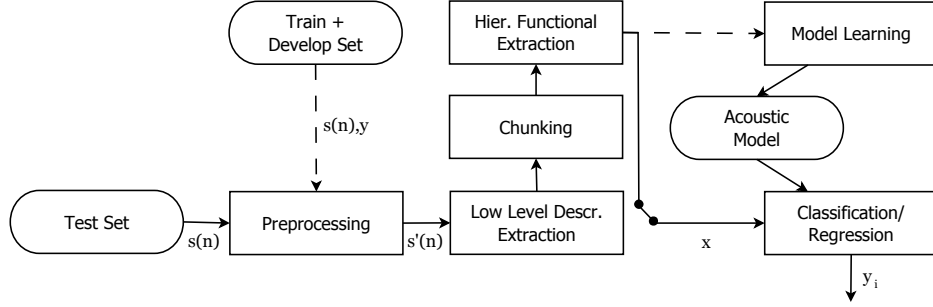 Train +
Develop Set
Hier. Functional
Extraction
Model Learning
s(n),y
Chunking
Acoustic
Model
Test Set
s(n)
Preprocessing
s'(n)
Low Level Descr.
Extraction
x
Classification/
Regression
y i